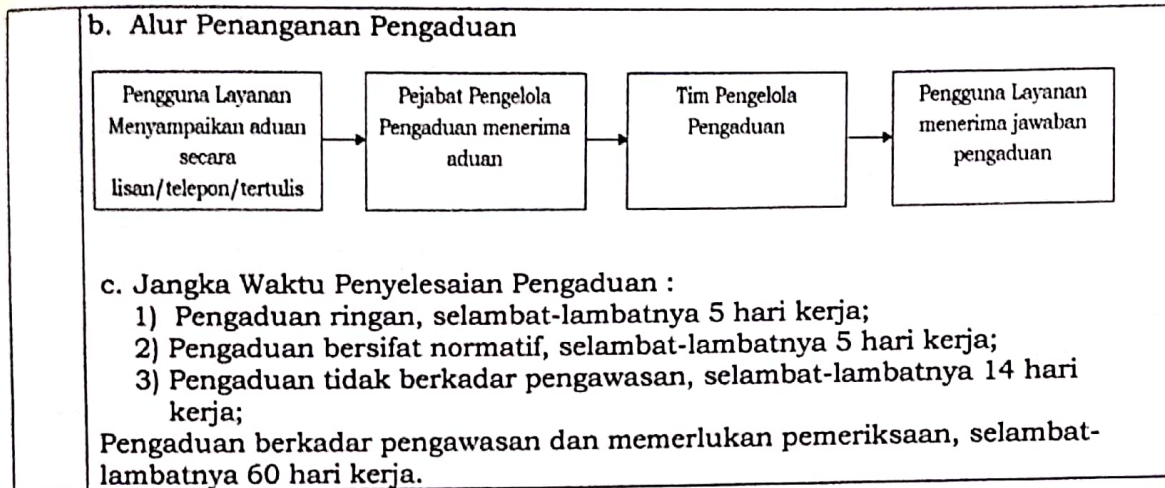 b. Alur Penanganan Pengaduan
Pengguna Layanan
Menyampaikan aduan
secara
lisan/telepon/tertulis
Pejabat Pengelola
Pengaduan menerima
aduan
Tim Pengelola
Pengaduan
Pengguna Layanan
menerima jawaban
pengaduan
c. Jangka Waktu Penyelesaian Pengaduan :
1) Pengaduan ringan, selambat-lambatnya 5 hari kerja;
2) Pengaduan bersifat normatif, selambat-lambatnya 5 hari kerja;
3) Pengaduan tidak berkadar pengawasan, selambat-lambatnya 14 hari
kerja;
Pengaduan berkadar pengawasan dan memerlukan pemeriksaan, selambat-
lambatnya 60 hari kerja.